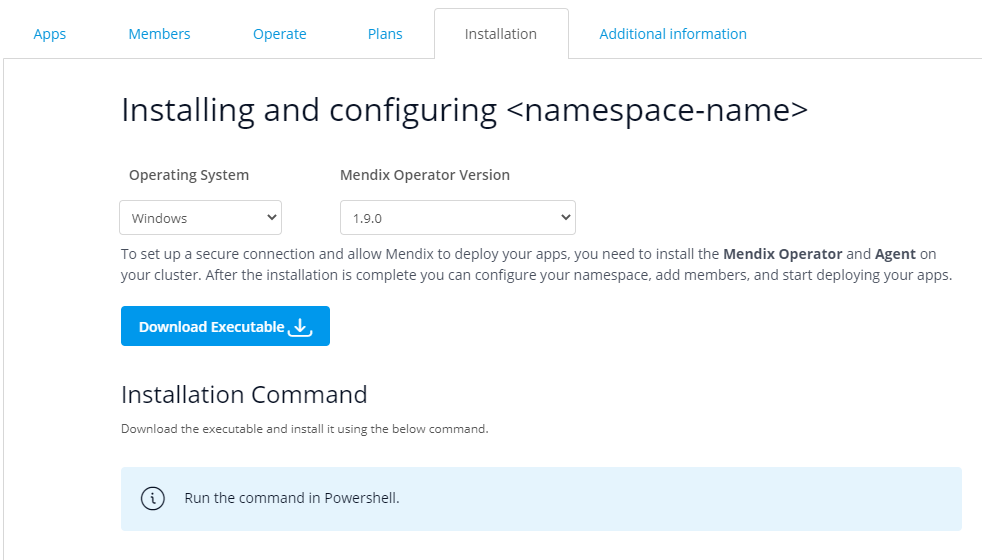 Apps Members Operate Plans Installation Additional information
Installing and configuring <namespace-name>
Operating System Mendix Operator Version
Windows 1.9.0
To set up a secure connection and allow Mendix to deploy your apps, you need to install the Mendix Operator and Agent on
your cluster. After the installation is complete you can configure your namespace, add members, and start deploying your apps.
Download Executable
Installation Command
Download the executable and install it using the below command.
Run the command in Powershell.